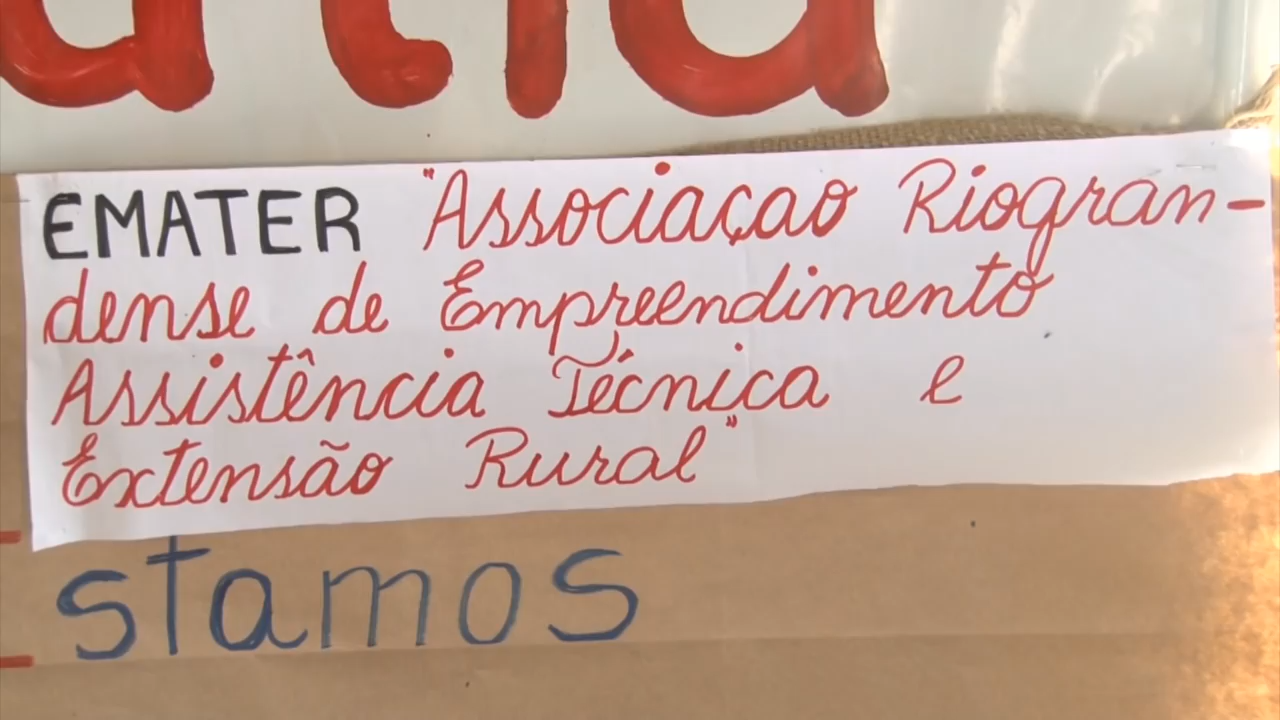 EMATER "Associaçao Riogran-
dense de Empreendimento
Assistência Técnica e
Extensão Rural"
stamos